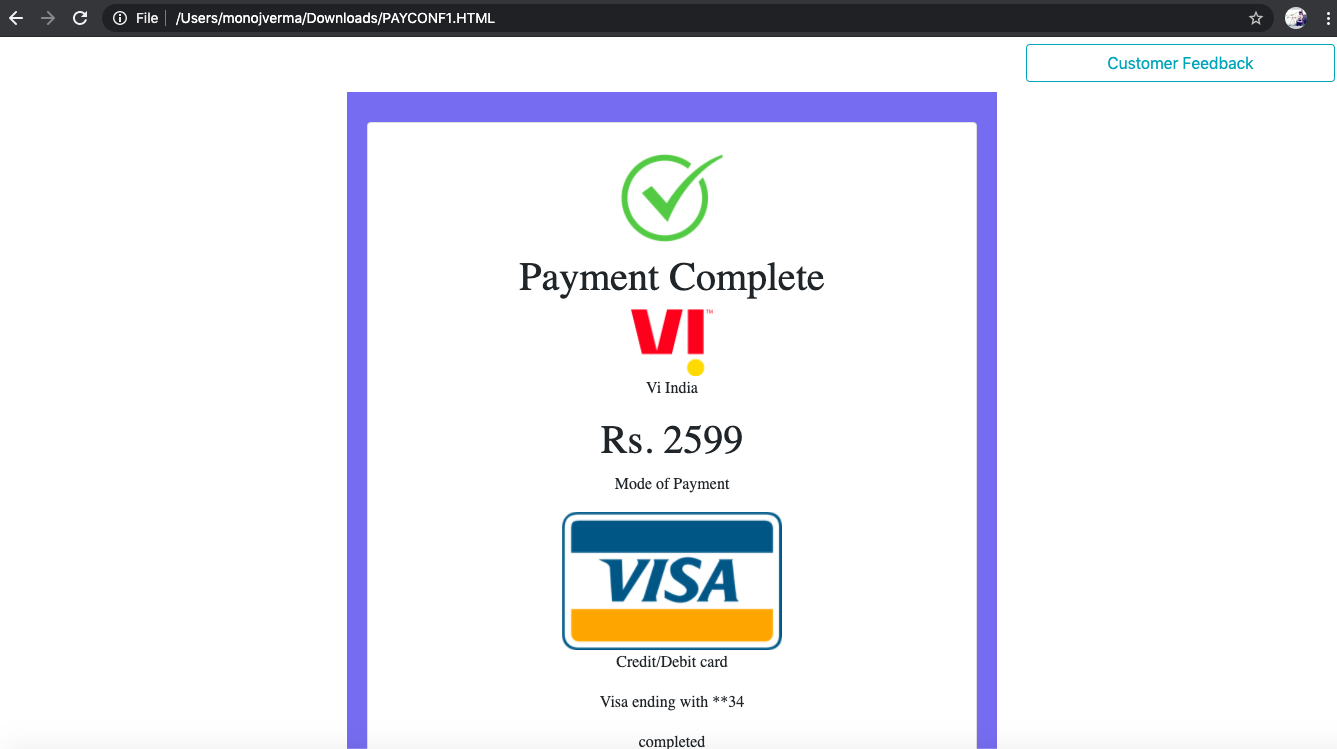 File
/Users/monojverma/Downloads/PAYCONF1.HTML
Customer Feedback
Payment Complete
VI™
Vi India
Rs. 2599
Mode of Payment
VISA
Credit/Debit card
Visa ending with **34
completed